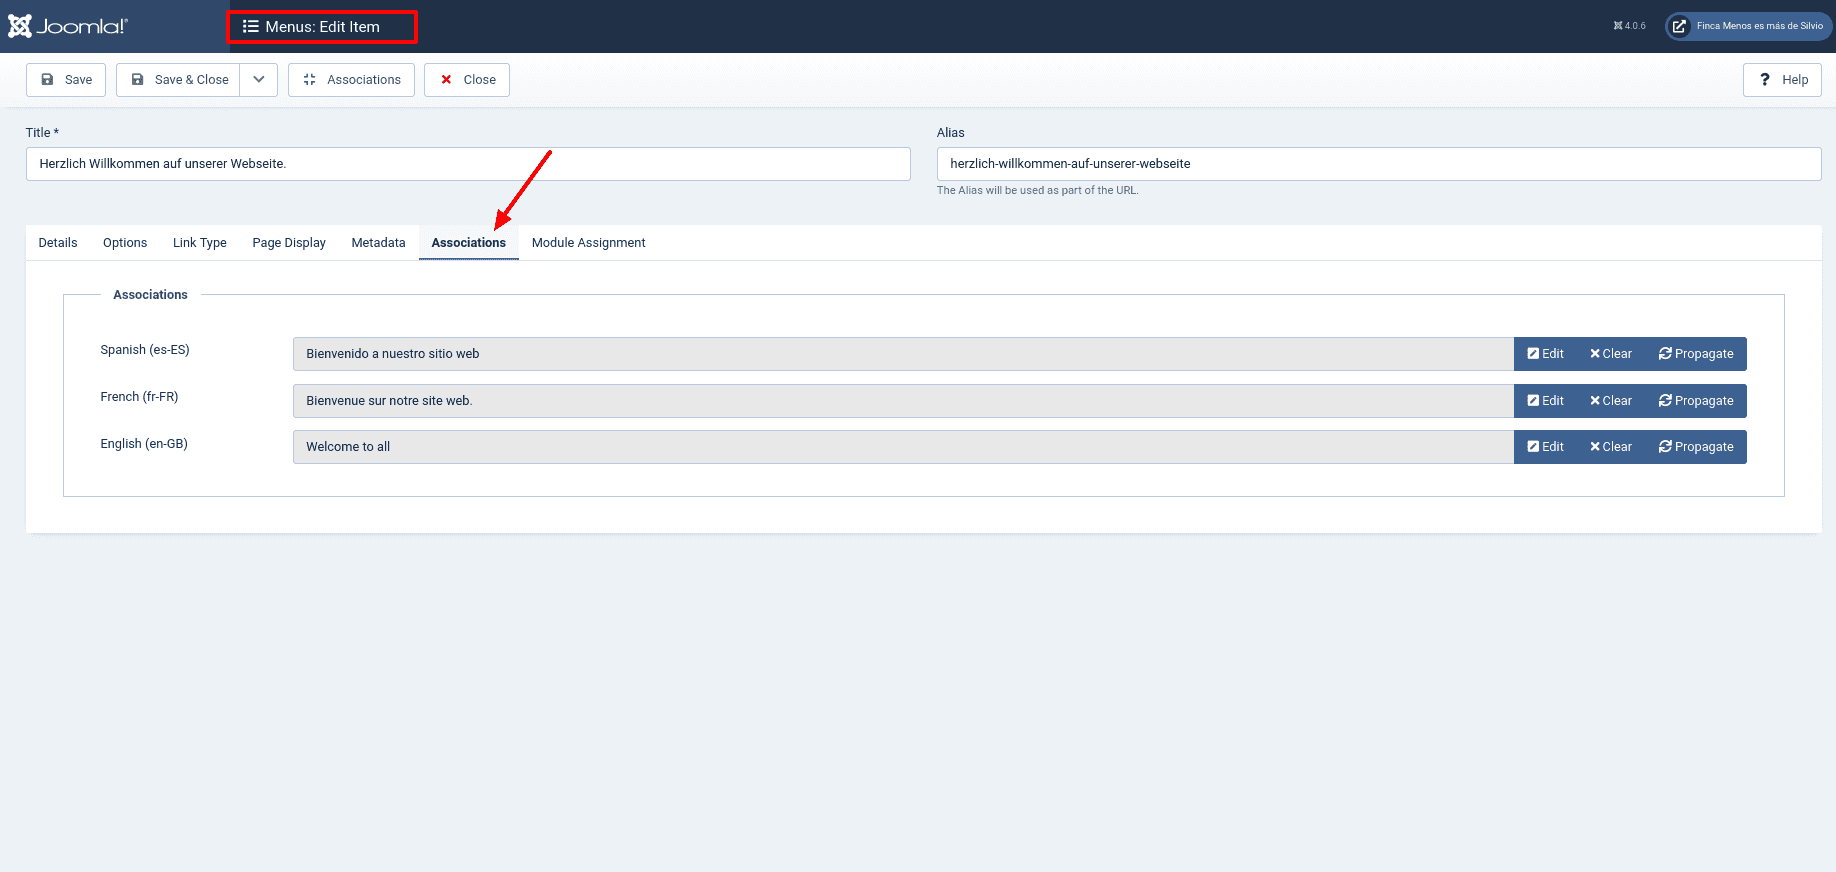 Joomla!®
Menus: Edit Item
4.0.6
Finca Menos es más de Silvio
Save
Save & Close
Associations
Close
? Help
Title *
Alias
Herzlich Willkommen auf unserer Webseite.
herzlich-willkommen-auf-unserer-webseite
The Alias will be used as part of the URL.
Details Options Link Type Page Display Metadata Associations Module Assignment
Associations
Spanish (es-ES)
Bienvenido a nuestro sitio web
Edit Clear Propagate
French (fr-FR)
Bienvenue sur notre site web.
Edit Clear Propagate
English (en-GB)
Welcome to all
Edit Clear Propagate